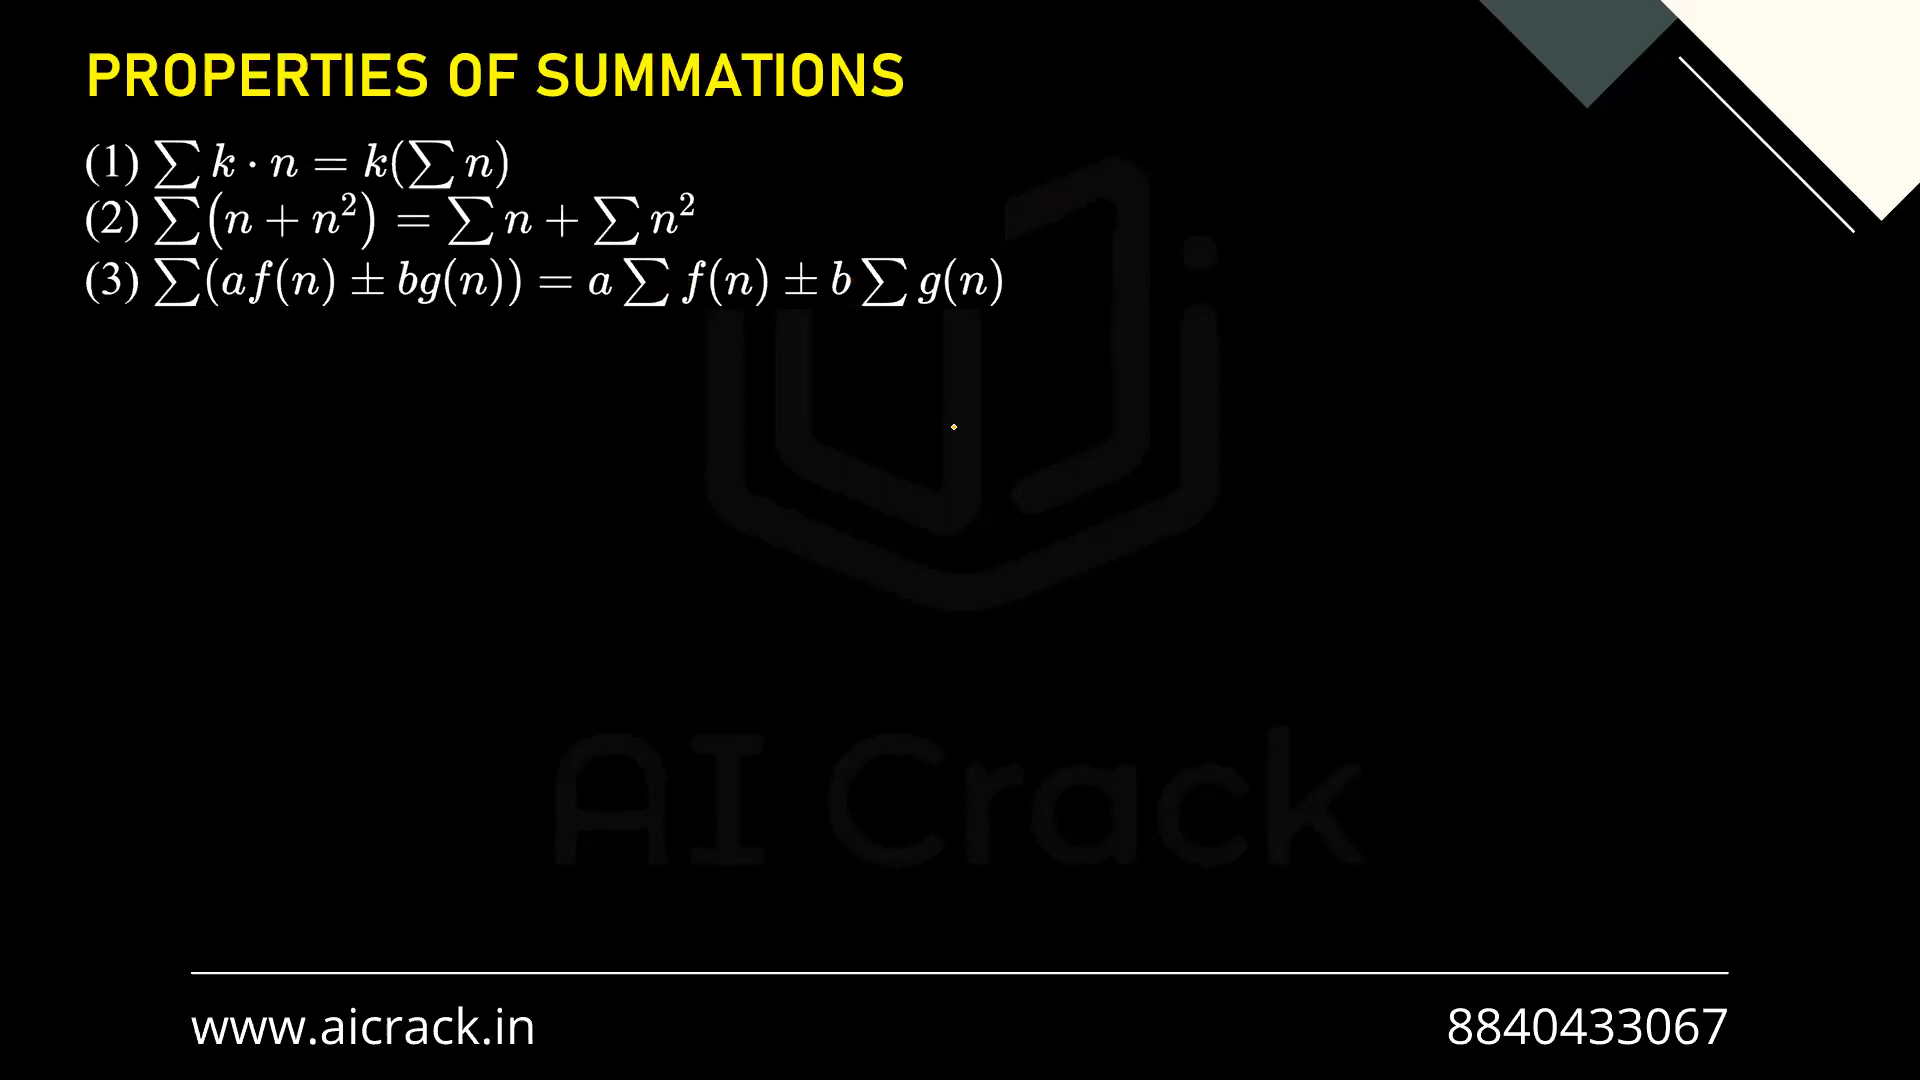 PROPERTIES OF SUMMATIONS
(1) ∑ k · n = k(∑ n)
(2) ∑(n + n²) = ∑ n + ∑ n²
(3) ∑(af(n) ± bg(n)) = a ∑ f(n) ± b ∑ g(n)
AI Crack
www.aicrack.in
8840433067